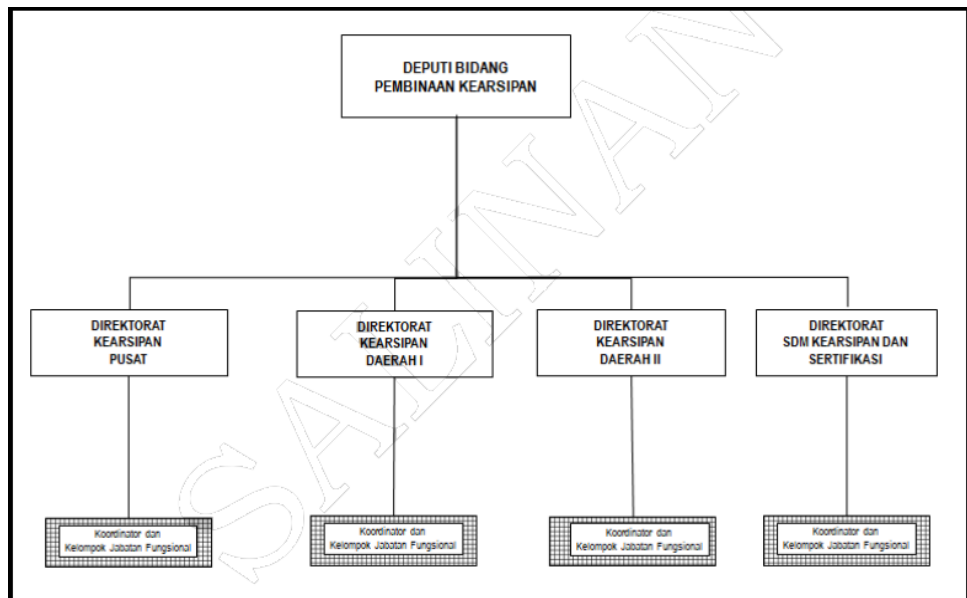 DEPUTI BIDANG
PEMBINAAN KEARSIPAN
DIREKTORAT
KEARSIPAN
PUSAT
DIREKTORAT
KEARSIPAN
DAERAH I
DIREKTORAT
KEARSIPAN
DAERAH II
DIREKTORAT
SDM KEARSIPAN DAN
SERTIFIKASI
Koordinator dan
Kelompok Jabatan Fungsional
Koordinator dan
Kelompok Jabatan Fungsional
Koordinator dan
Kelompok Jabatan Fungsional
Koordinator dan
Kelompok Jabatan Fungsional
SALINAN